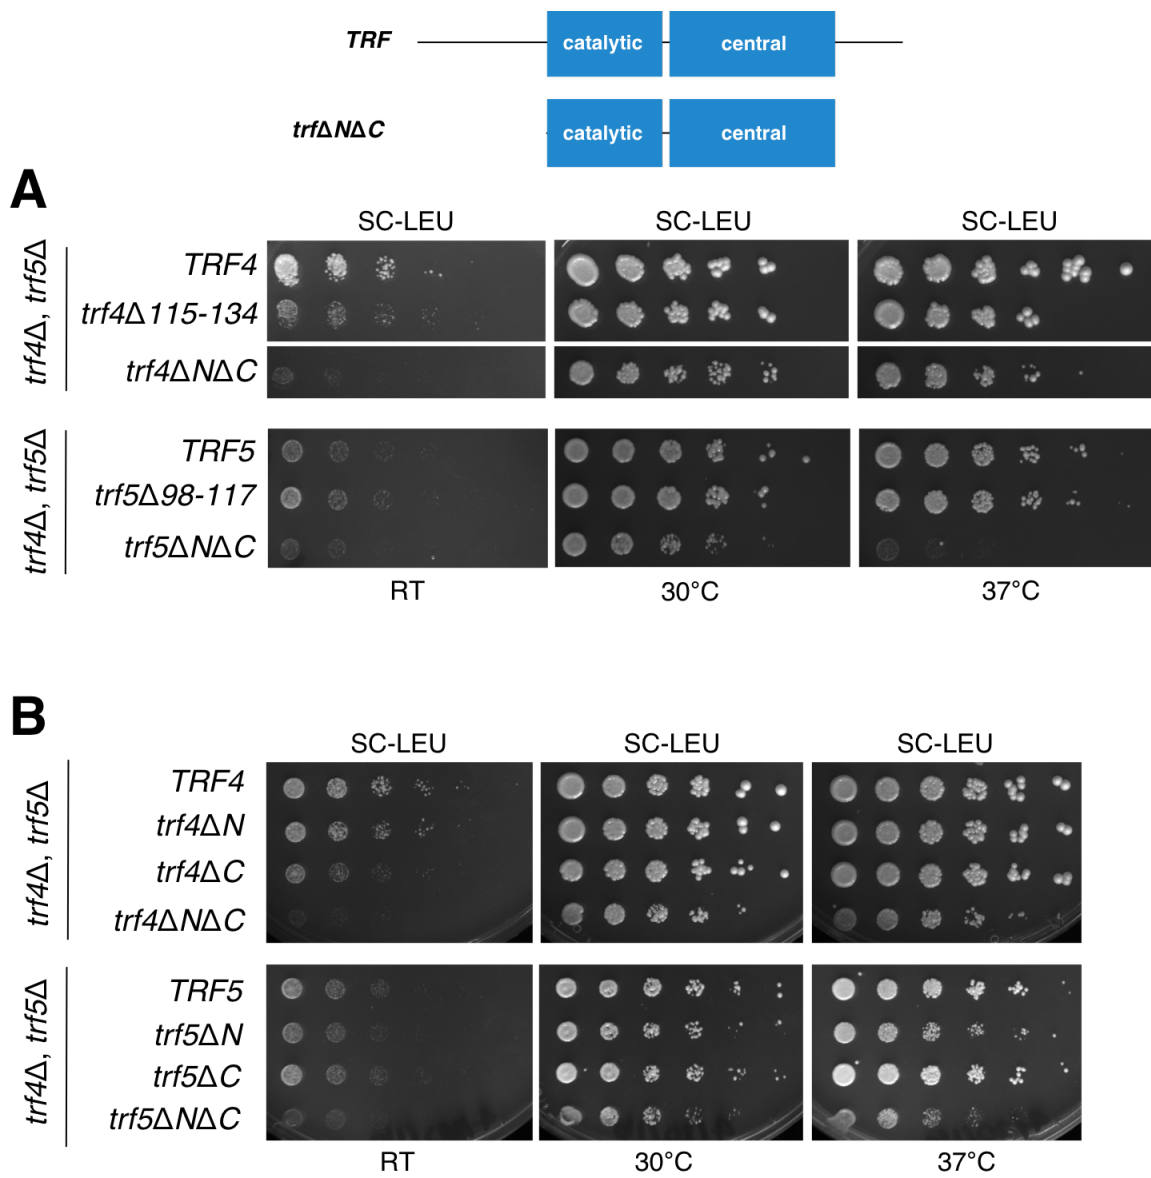 TRF catalytic central
trfΔNΔC catalytic central
A
SC-LEU SC-LEU SC-LEU
trf4Δ, trf5Δ
TRF4
trf4Δ115-134
trf4ΔNΔC
trf4Δ, trf5Δ
TRF5
trf5Δ98-117
trf5ΔNΔC
RT 30°C 37°C
B
SC-LEU SC-LEU SC-LEU
trf4Δ, trf5Δ
TRF4
trf4ΔN
trf4ΔC
trf4ΔNΔC
trf4Δ, trf5Δ
TRF5
trf5ΔN
trf5ΔC
trf5ΔNΔC
RT 30°C 37°C